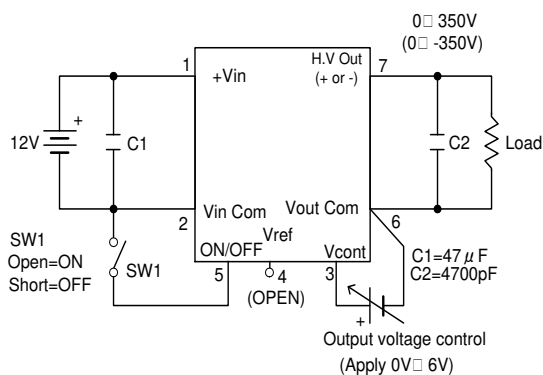 0□ 350V
(0□ -350V)
1
+Vin
H.V Out
(+ or -)
7
12V
+
C1
C2
Load
2
Vin Com
Vout Com
6
SW1
Open=ON
Short=OFF
SW1
ON/OFF
Vref
Vcont
5
4
(OPEN)
3
C1=47μF
C2=4700pF
+
Output voltage control
(Apply 0V□ 6V)